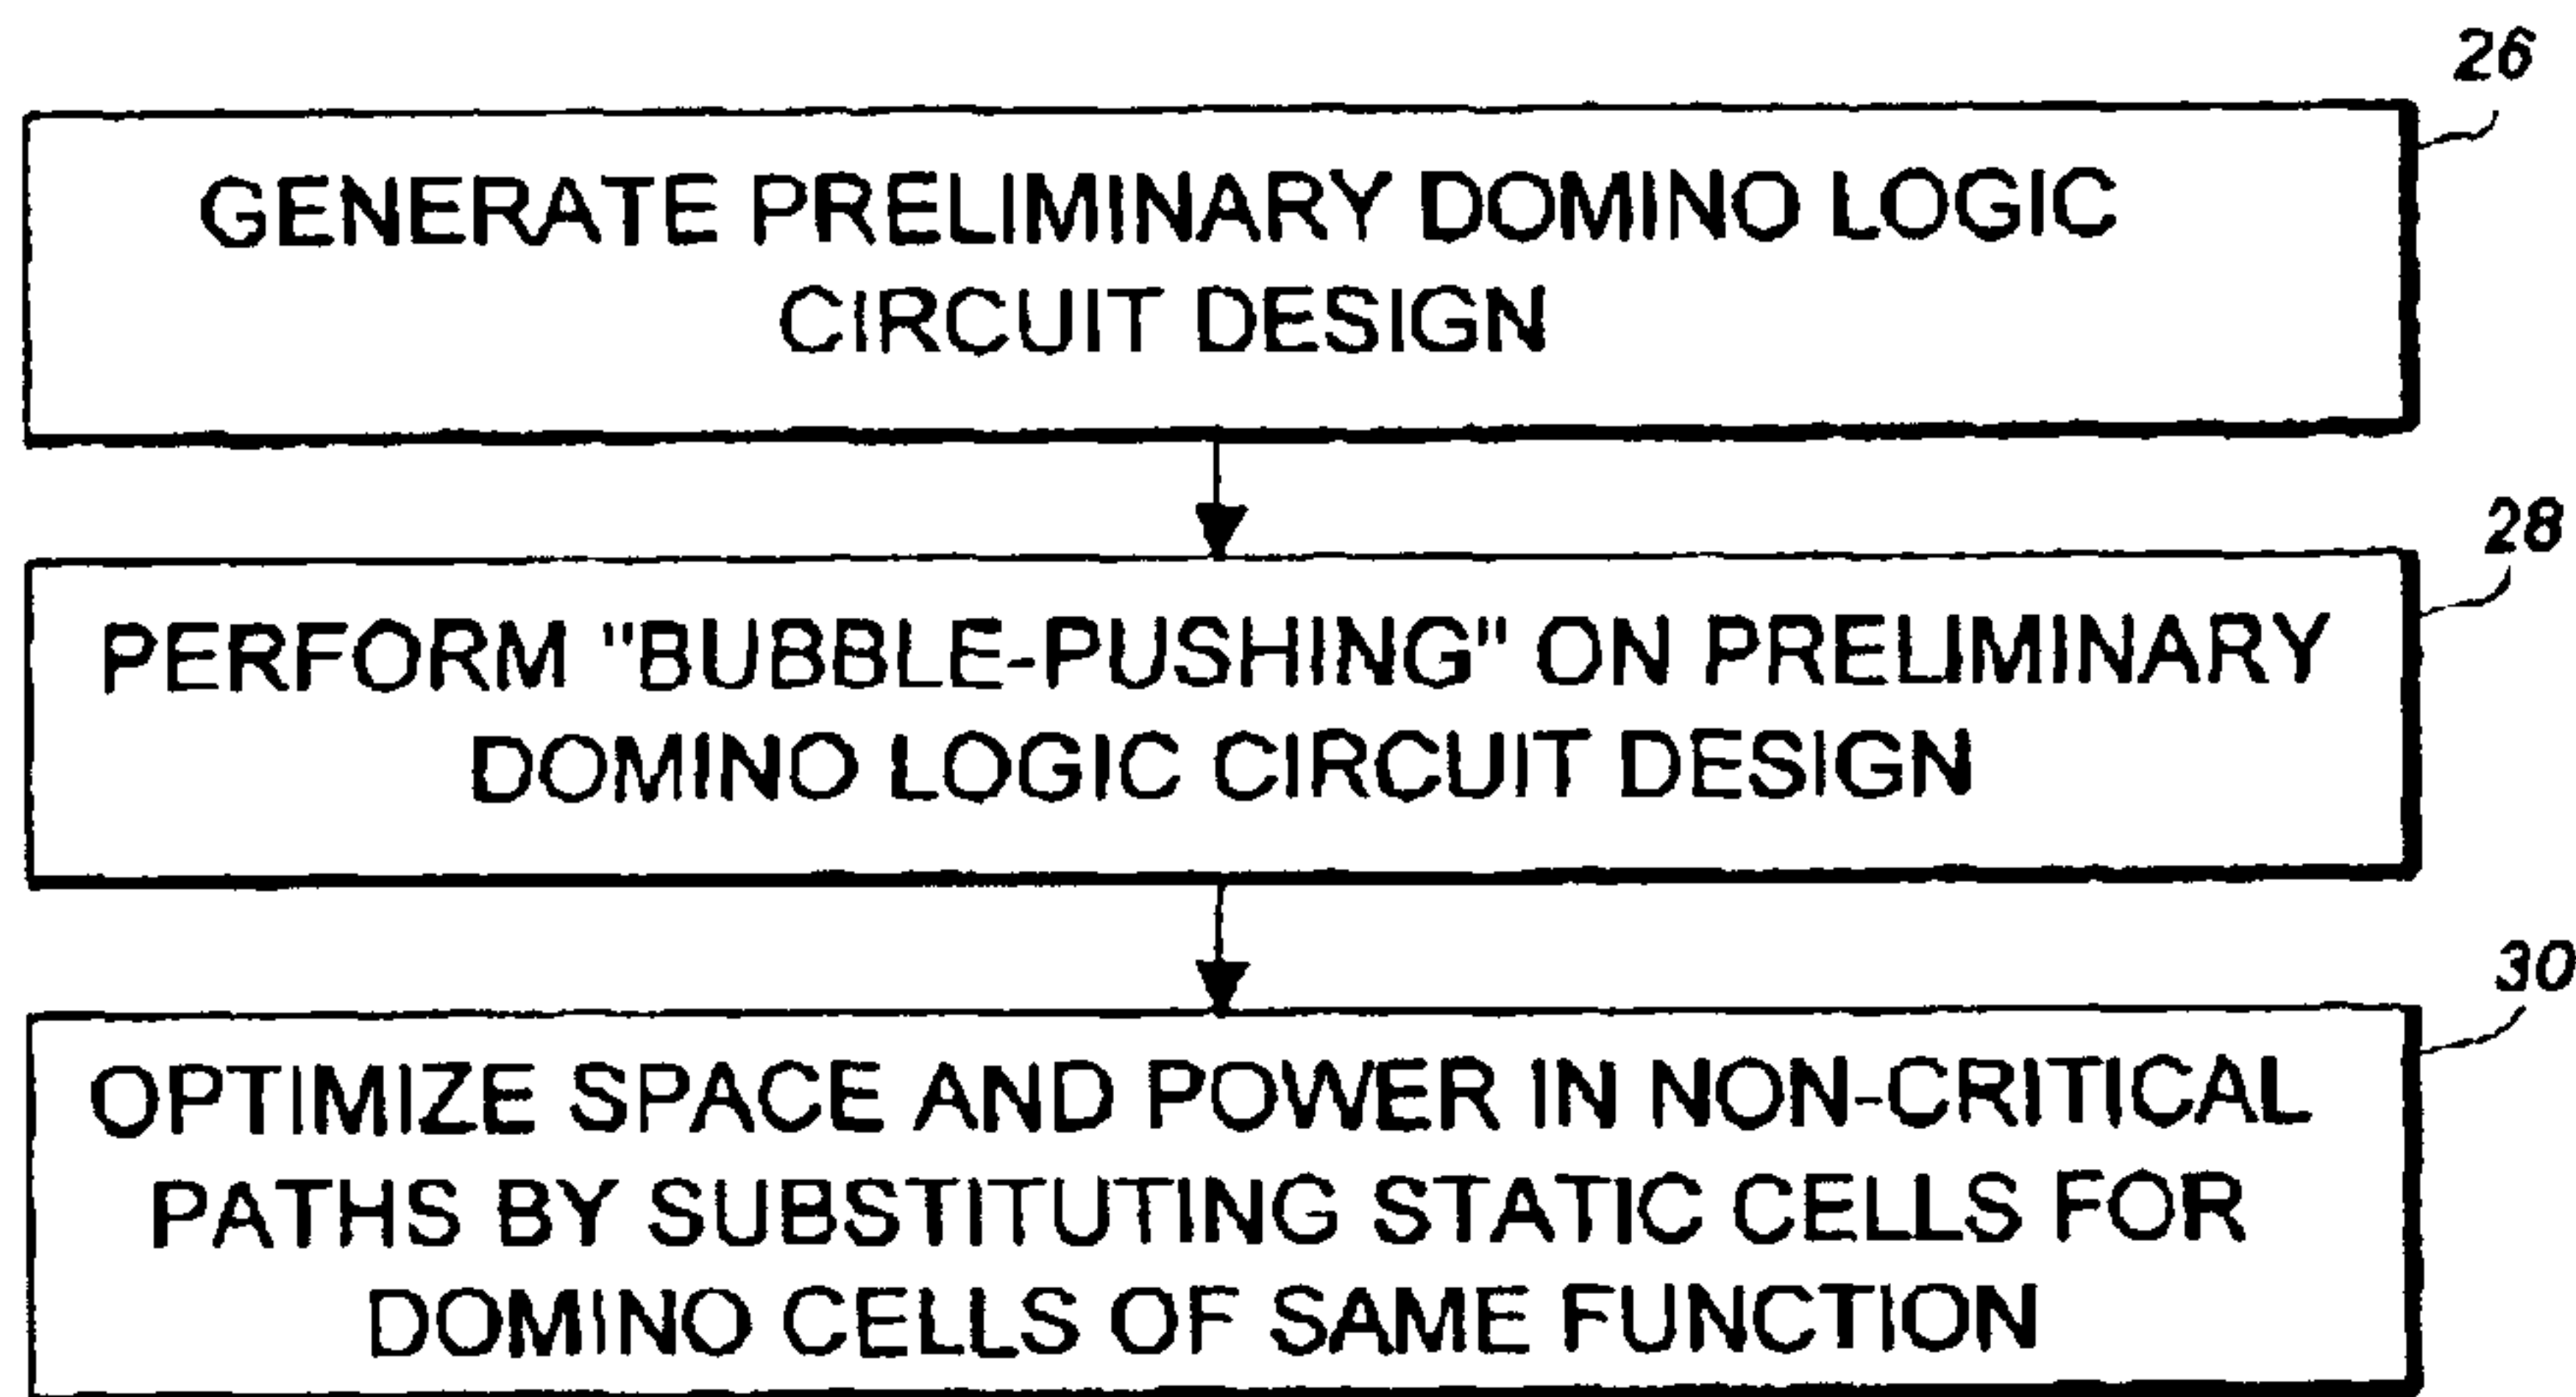 26
GENERATE PRELIMINARY DOMINO LOGIC
CIRCUIT DESIGN
28
PERFORM "BUBBLE-PUSHING" ON PRELIMINARY
DOMINO LOGIC CIRCUIT DESIGN
30
OPTIMIZE SPACE AND POWER IN NON-CRITICAL
PATHS BY SUBSTITUTING STATIC CELLS FOR
DOMINO CELLS OF SAME FUNCTION